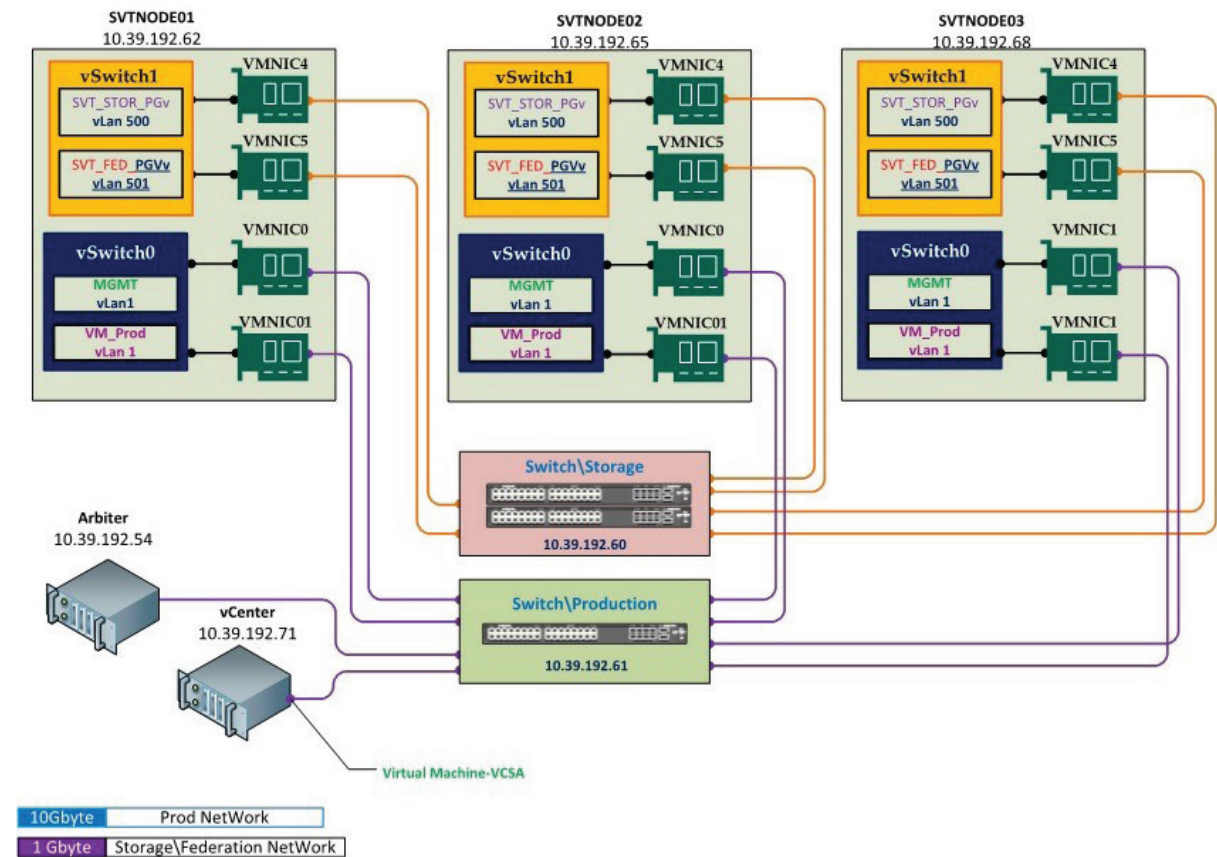 SVTNODE01
10.39.192.62
vSwitch1
SVT_STOR_PGv
vLan 500
SVT_FED_PGVv
vLan 501
VMNIC4
VMNIC5
vSwitch0
MGMT
vLan1
VM_Prod
vLan 1
VMNIC0
VMNIC01
SVTNODE02
10.39.192.65
vSwitch1
SVT_STOR_PGv
vLan 500
SVT_FED_PGVv
vLan 501
VMNIC4
VMNIC5
vSwitch0
MGMT
vLan 1
VM_Prod
vLan 1
VMNIC0
VMNIC01
SVTNODE03
10.39.192.68
vSwitch1
SVT_STOR_PGv
vLan 500
SVT_FED_PGVv
vLan 501
VMNIC4
VMNIC5
vSwitch0
MGMT
vLan 1
VM_Prod
vLan 1
VMNIC1
VMNIC1
Switch\Storage
10.39.192.60
Arbiter
10.39.192.54
vCenter
10.39.192.71
Switch\Production
10.39.192.61
Virtual Machine-VCSA
10Gbyte Prod NetWork
1 Gbyte Storage\Federation NetWork